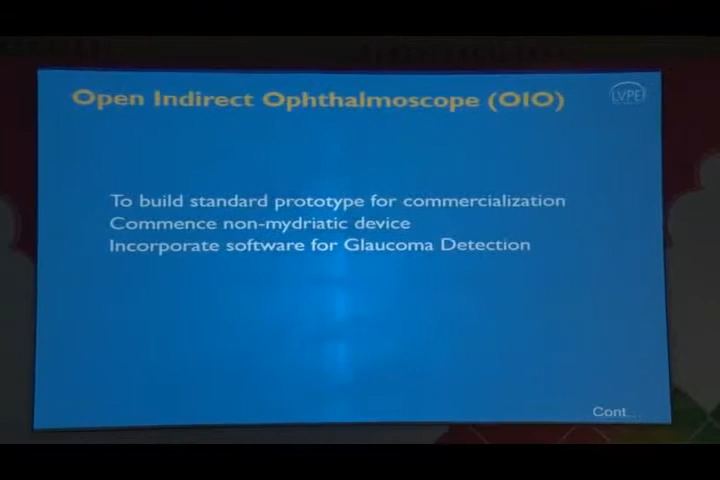 Open Indirect Ophthalmoscope (OIO)
LVPEI
To build standard prototype for commercialization
Commence non-mydriatic device
Incorporate software for Glaucoma Detection
Cont...